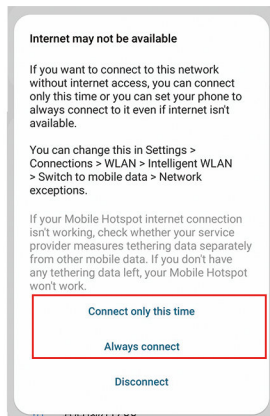 Internet may not be available
If you want to connect to this network
without internet access, you can connect
only this time or you can set your phone to
always connect to it even if internet isn't
available.
You can change this in Settings >
Connections > WLAN > Intelligent WLAN
> Switch to mobile data > Network
exceptions.
If your Mobile Hotspot internet connection
isn't working, check whether your service
provider measures tethering data separately
from other mobile data. If you don't have
any tethering data left, your Mobile Hotspot
won't work.
Connect only this time
Always connect
Disconnect